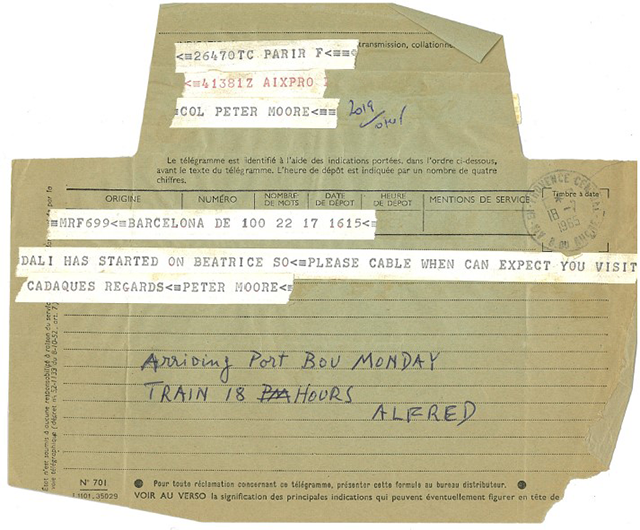 transmission, collationne
<≡26470TC PARIR F<≡≡
<≡41381Z AIXPRO
≡COL PETER MOORE<≡≡
Le télégramme est identifié à l'aide des indications portées, dans l'ordre ci-dessous,
avant le texte du télégramme. L'heure de dépôt est indiquée par un nombre de quatre
chiffres.
ORIGINE NUMÉRO NOMBRE DE MOTS DATE DE DÉPÔT HEURE DE DÉPÔT MENTIONS DE SERVICE Timbre à date
18-7
1969
≡MRF699<≡BARCELONA DE 100 22 17 1615<≡
DALI HAS STARTED ON BEATRICE SO<≡PLEASE CABLE WHEN CAN EXPECT YOU VISIT
CADAQUES REGARDS<≡PETER MOORE<≡
Arriving Port Bou MONDAY
TRAIN 18 HOURS
ALFRED
N° 701
Pour toute réclamation concernant ce télégramme, présenter cette formule au bureau distributeur.
VOIR AU VERSO la signification des principales indications qui peuvent éventuellement figurer en tête de